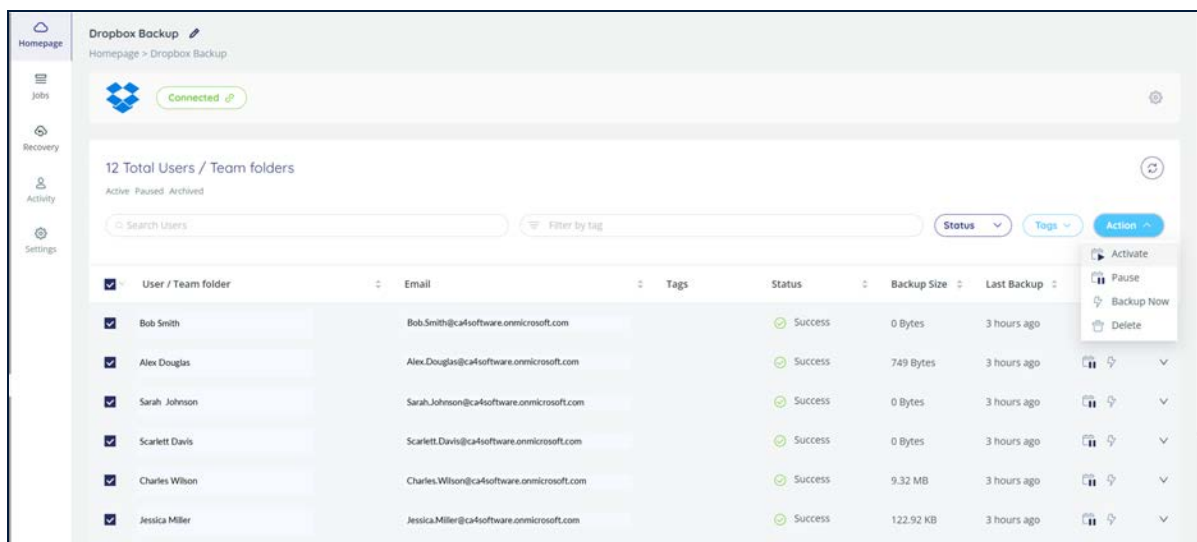 Homepage
Jobs
Recovery
Activity
Settings
Dropbox Backup
Homepage > Dropbox Backup
Connected
12 Total Users / Team folders
Active Paused Archived
Search Users
Filter by tag
Status
Tags
Action
Activate
Pause
Backup Now
Delete
User / Team folder Email Tags Status Backup Size Last Backup
Bob Smith Bob.Smith@ca4software.onmicrosoft.com Success 0 Bytes 3 hours ago
Alex Douglas Alex.Douglas@ca4software.onmicrosoft.com Success 749 Bytes 3 hours ago
Sarah Johnson Sarah.Johnson@ca4software.onmicrosoft.com Success 0 Bytes 3 hours ago
Scarlett Davis Scarlett.Davis@ca4software.onmicrosoft.com Success 0 Bytes 3 hours ago
Charles Wilson Charles.Wilson@ca4software.onmicrosoft.com Success 9.32 MB 3 hours ago
Jessica Miller Jessica.Miller@ca4software.onmicrosoft.com Success 122.92 KB 3 hours ago